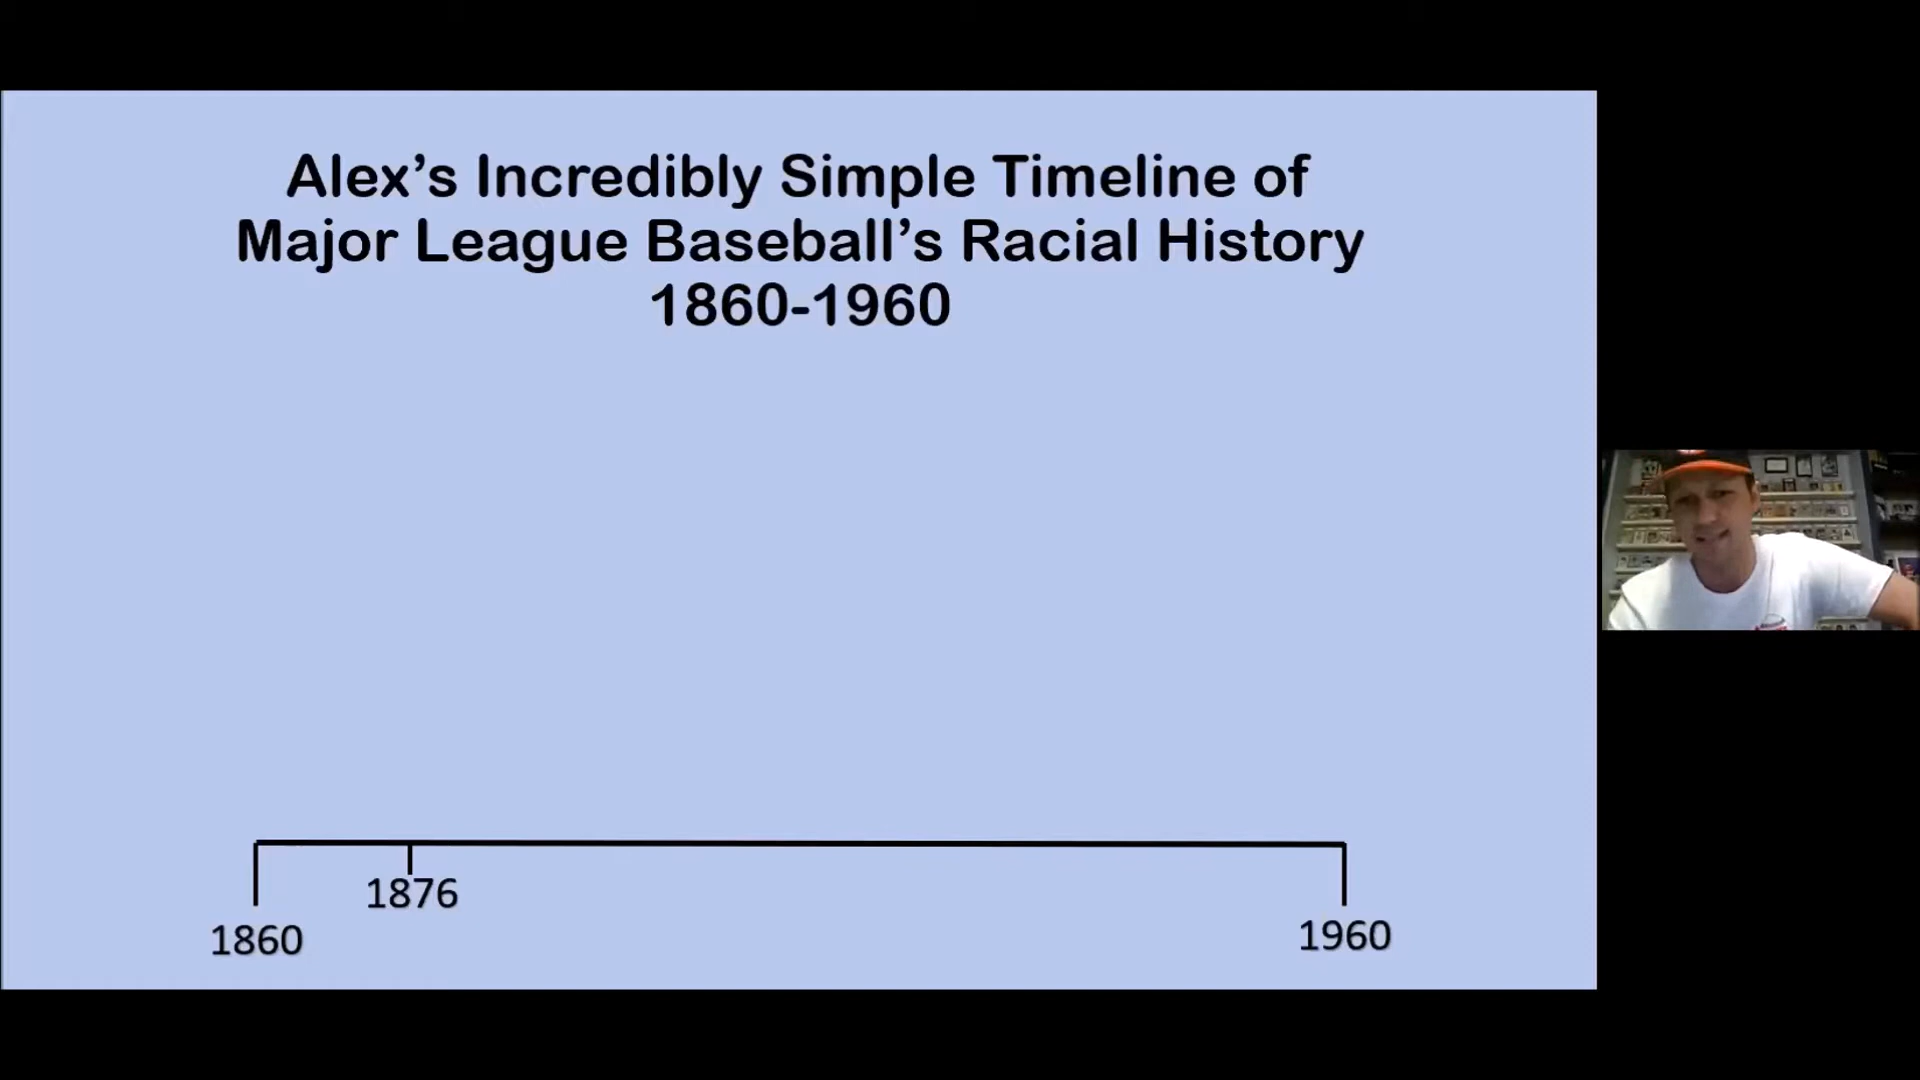 Alex’s Incredibly Simple Timeline of
Major League Baseball’s Racial History
1860-1960
1876
1860
1960